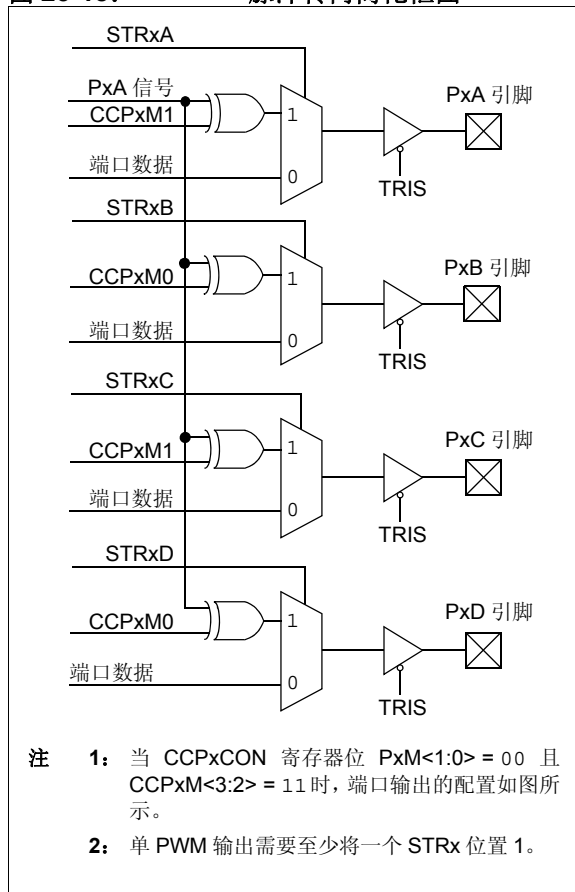 STRxA
PxA 信号
CCPxM1
PxA 引脚
1
端口数据
0
TRIS
STRxB
PxB 引脚
CCPxM0
1
端口数据
0
TRIS
STRxC
PxC 引脚
CCPxM1
1
端口数据
0
TRIS
STRxD
PxD 引脚
CCPxM0
1
端口数据
0
TRIS
注 1: 当 CCPxCON 寄存器位 PxM<1:0> = 00 且
CCPxM<3:2> = 11时,端口输出的配置如图所
示。
2: 单 PWM 输出需要至少将一个 STRx 位置 1。